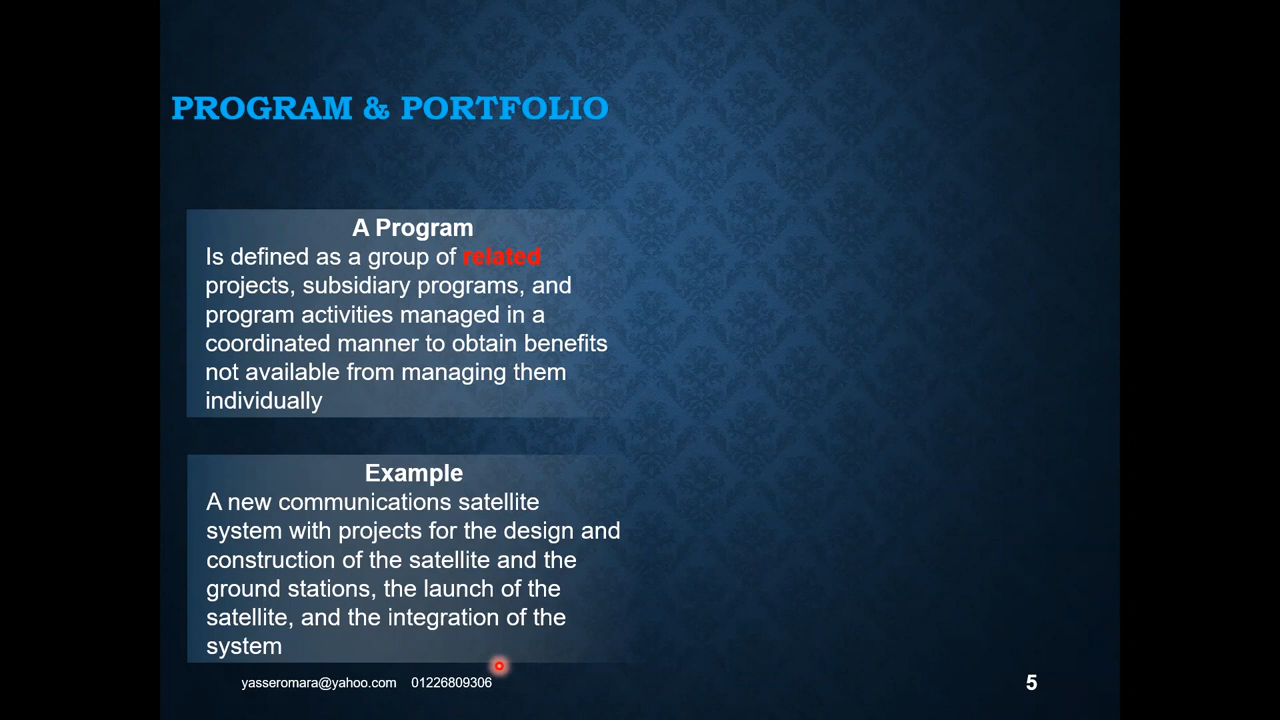 PROGRAM & PORTFOLIO
A Program
Is defined as a group of related
projects, subsidiary programs, and
program activities managed in a
coordinated manner to obtain benefits
not available from managing them
individually
Example
A new communications satellite
system with projects for the design and
construction of the satellite and the
ground stations, the launch of the
satellite, and the integration of the
system
yasseromara@yahoo.com 01226809306
5